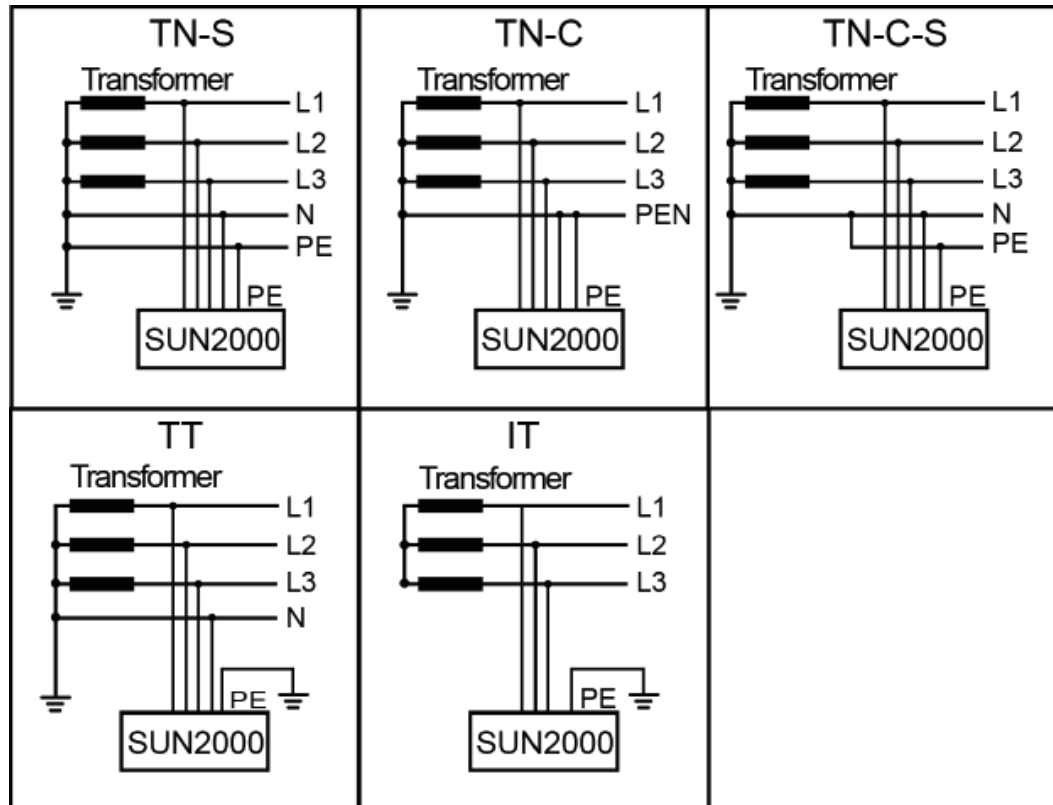 TN-S
Transformer
L1
L2
L3
N
PE
PE
SUN2000
TN-C
Transformer
L1
L2
L3
PEN
PE
SUN2000
TN-C-S
Transformer
L1
L2
L3
N
PE
PE
SUN2000
TT
Transformer
L1
L2
L3
N
PE
SUN2000
IT
Transformer
L1
L2
L3
PE
SUN2000